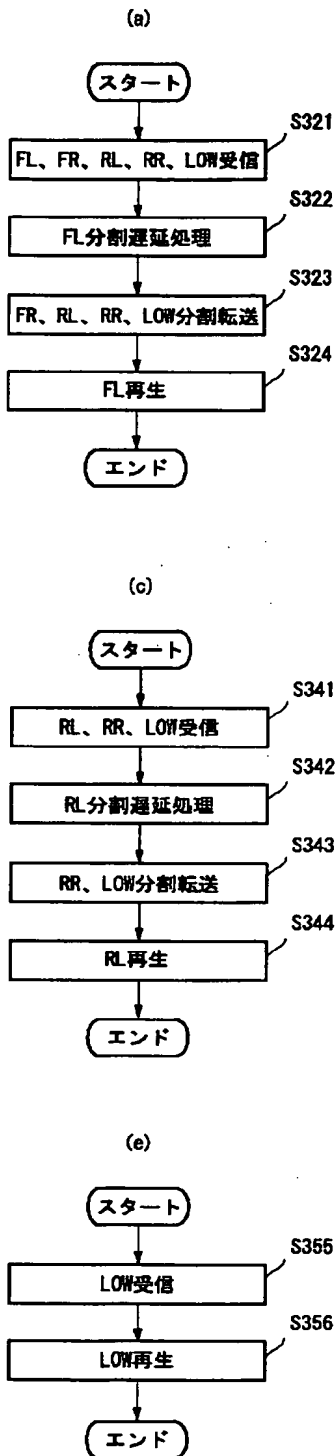 (a)
スタート
S321
FL、FR、RL、RR、LOW受信
S322
FL分割遅延処理
S323
FR、RL、RR、LOW分割転送
S324
FL再生
エンド
(c)
スタート
S341
RL、RR、LOW受信
S342
RL分割遅延処理
S343
RR、LOW分割転送
S344
RL再生
エンド
(e)
スタート
S355
LOW受信
S356
LOW再生
エンド